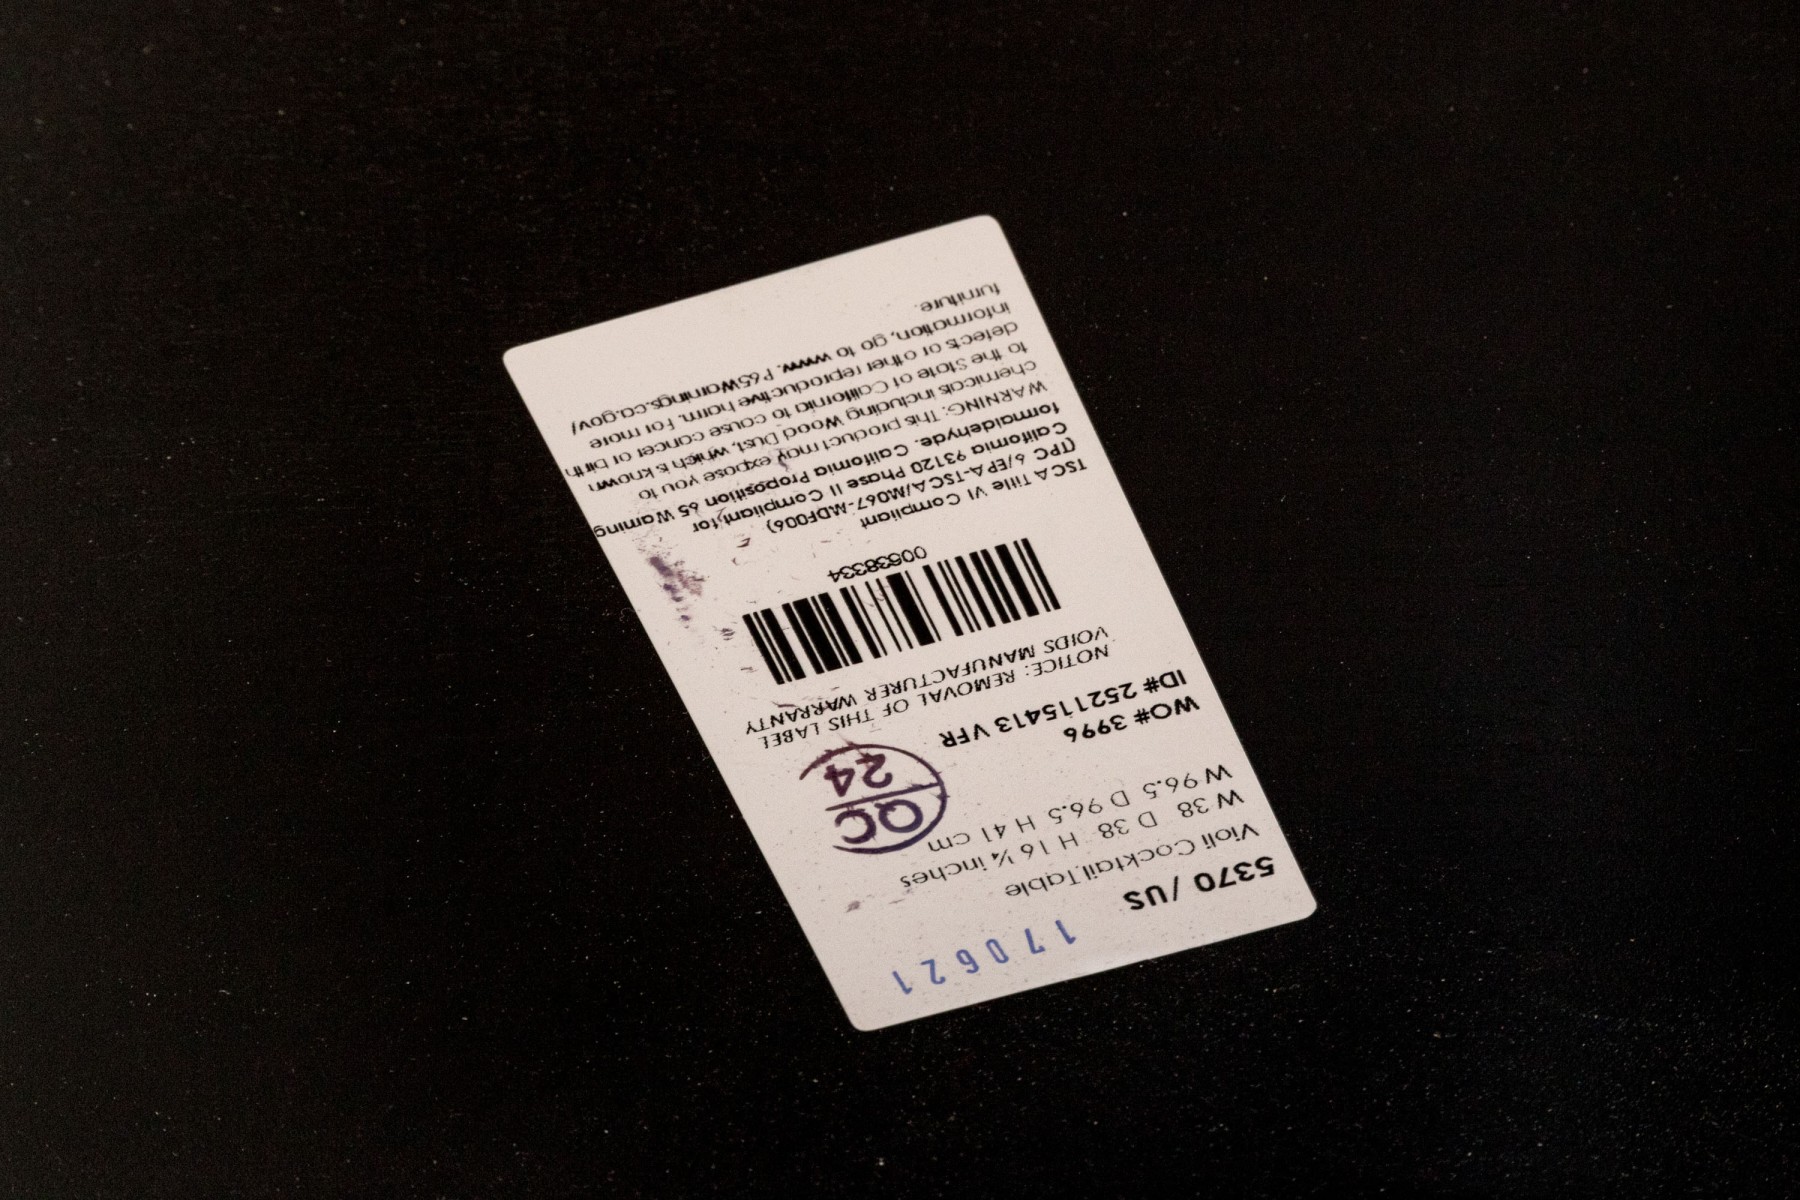 170621
5370 / US
Violi Cocktail Table
W 38 D 38 H 16 ¼ inches
W 96.5 D 96.5 H 41 cm
QC
24
WO# 3996
ID# 252115413 VFR
NOTICE: REMOVAL OF THIS LABEL
VOIDS MANUFACTURER WARRANTY
00538334
TSCA Title VI Compliant
(TPC 6/EPA-TSCA/M067-MDF006)
California 93120 Phase II Compliant for
formaldehyde. California Proposition 65 Warning
WARNING: This product may expose you to
chemicals including Wood Dust, which is known
to the State of California to cause cancer or birth
defects or other reproductive harm. For more
information, go to www. P65Warnings.ca.gov/
furniture.